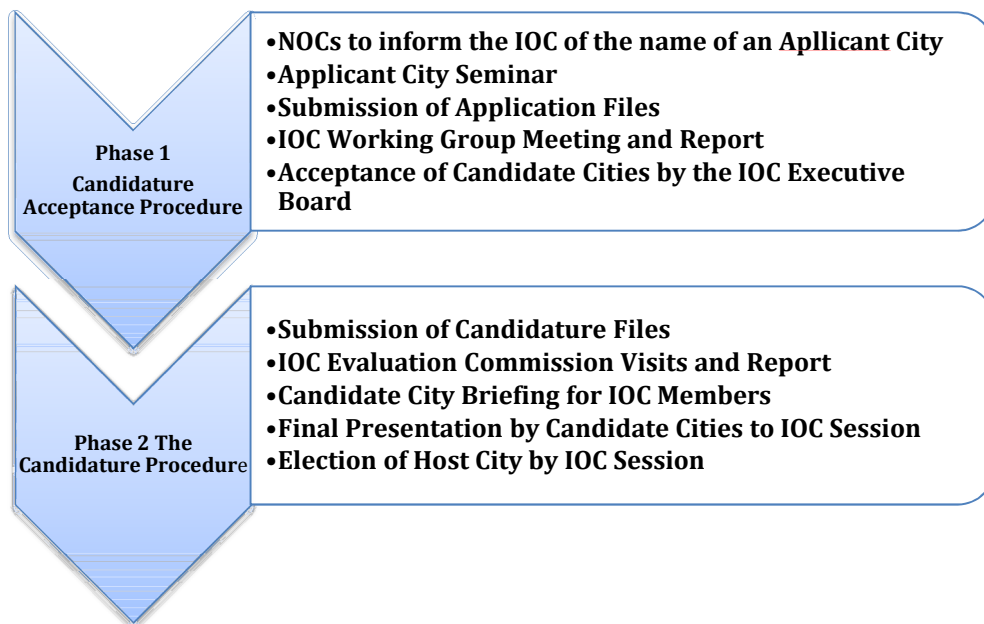 Phase 1
Candidature
Acceptance Procedure
•NOCs to inform the IOC of the name of an Apllicant City
•Applicant City Seminar
•Submission of Application Files
•IOC Working Group Meeting and Report
•Acceptance of Candidate Cities by the IOC Executive
Board
Phase 2 The
Candidature Procedure
•Submission of Candidature Files
•IOC Evaluation Commission Visits and Report
•Candidate City Briefing for IOC Members
•Final Presentation by Candidate Cities to IOC Session
•Election of Host City by IOC Session